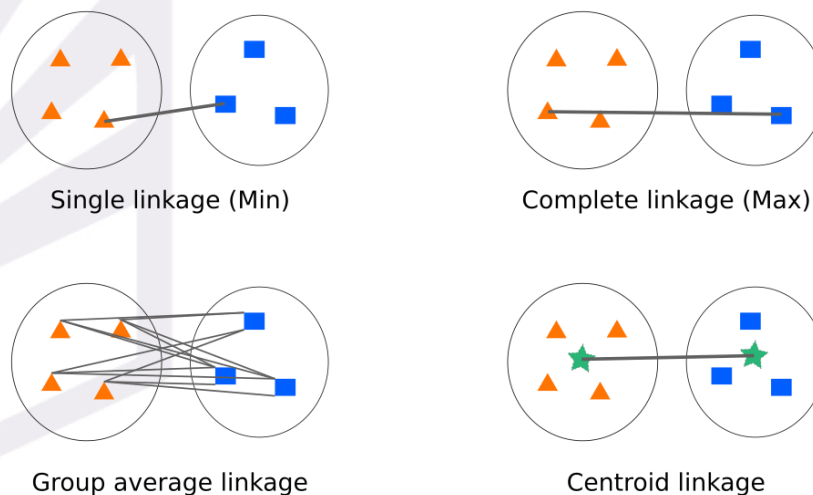 Single linkage (Min)
Complete linkage (Max)
Group average linkage
Centroid linkage